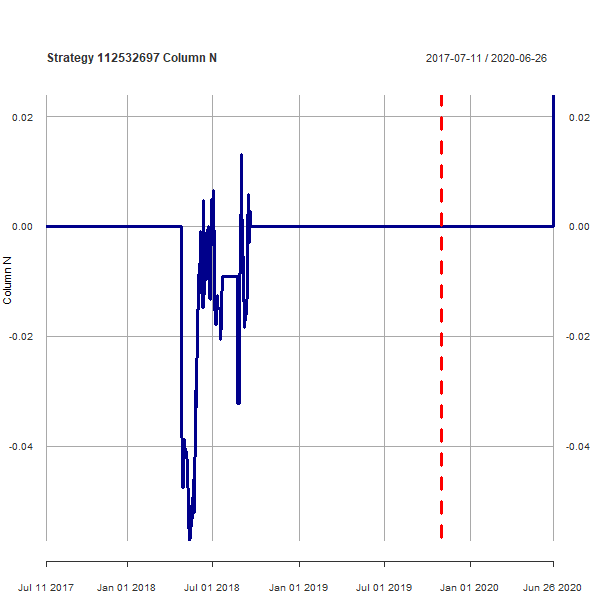 Strategy 112532697 Column N
2017-07-11 / 2020-06-26
0.02
0.02
0.00
0.00
Column N
-0.02
-0.02
-0.04
-0.04
Jul 11 2017
Jan 01 2018
Jul 01 2018
Jan 01 2019
Jul 01 2019
Jan 01 2020
Jun 26 2020